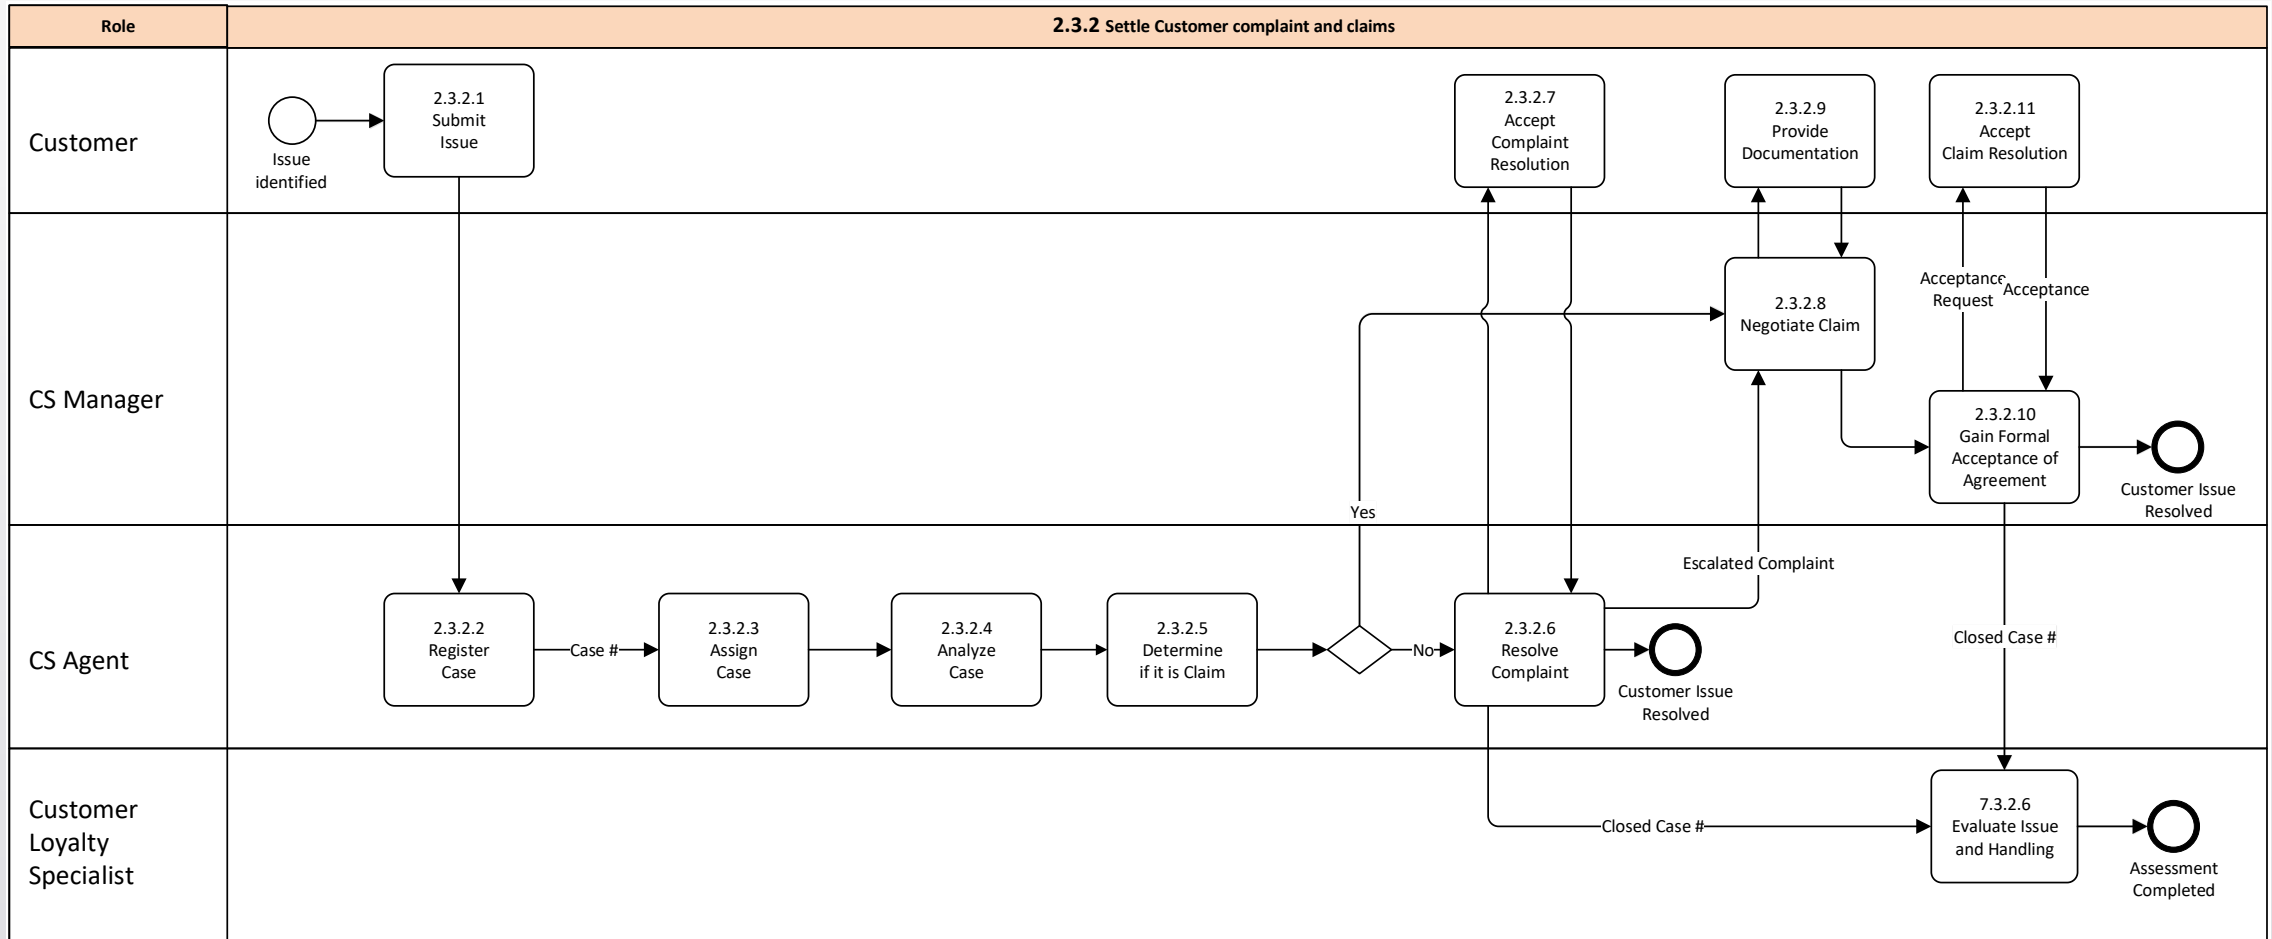 Role
2.3.2 Settle Customer complaint and claims
Customer
Issue
identified
2.3.2.1
Submit
Issue
2.3.2.7
Accept
Complaint
Resolution
2.3.2.9
Provide
Documentation
2.3.2.11
Accept
Claim Resolution
CS Manager
Yes
2.3.2.8
Negotiate Claim
Acceptance
Request
Acceptance
2.3.2.10
Gain Formal
Acceptance of
Agreement
Customer Issue
Resolved
CS Agent
2.3.2.2
Register
Case
Case #
2.3.2.3
Assign
Case
2.3.2.4
Analyze
Case
2.3.2.5
Determine
if it is Claim
No
2.3.2.6
Resolve
Complaint
Escalated Complaint
Customer Issue
Resolved
Closed Case #
Customer
Loyalty
Specialist
Closed Case #
7.3.2.6
Evaluate Issue
and Handling
Assessment
Completed